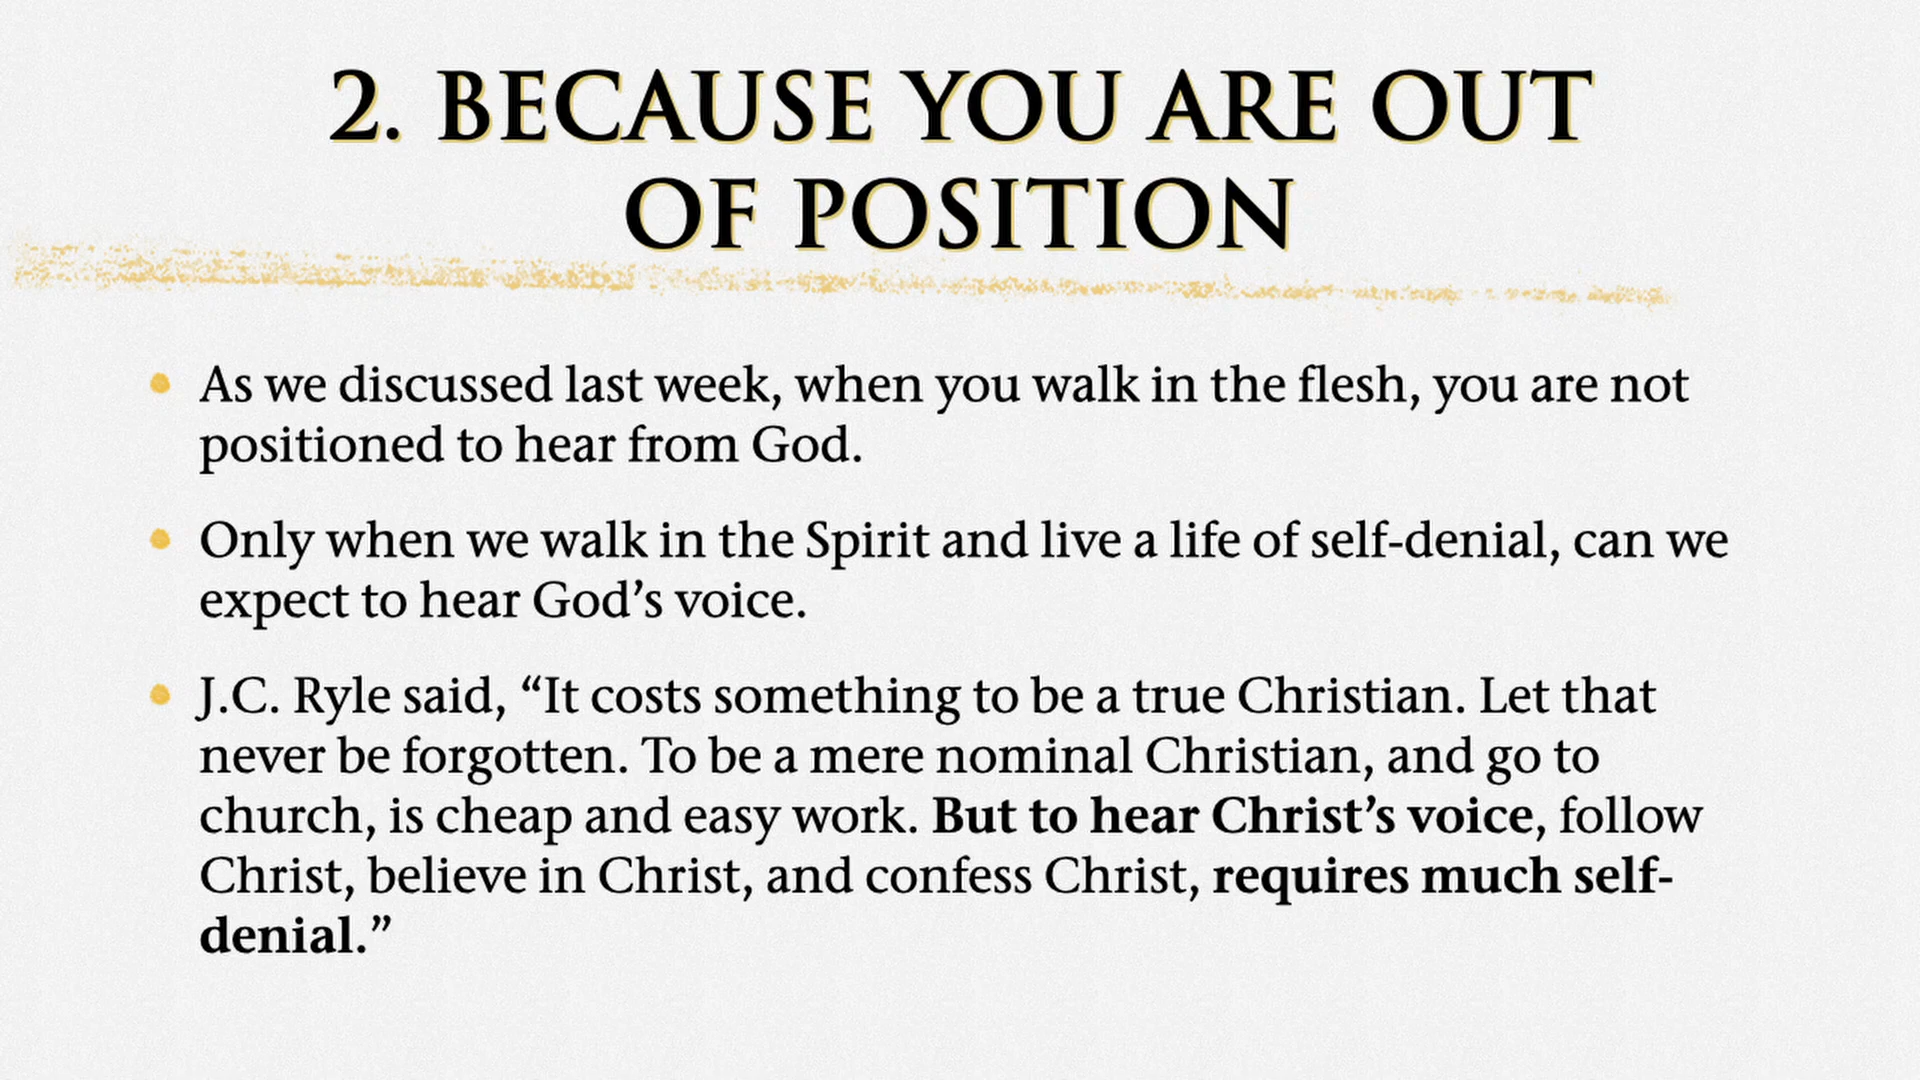 2. BECAUSE YOU ARE OUT
OF POSITION
• As we discussed last week, when you walk in the flesh, you are not
positioned to hear from God.
• Only when we walk in the Spirit and live a life of self-denial, can we
expect to hear God’s voice.
• J.C. Ryle said, “It costs something to be a true Christian. Let that
never be forgotten. To be a mere nominal Christian, and go to
church, is cheap and easy work. But to hear Christ’s voice, follow
Christ, believe in Christ, and confess Christ, requires much self-
denial.”